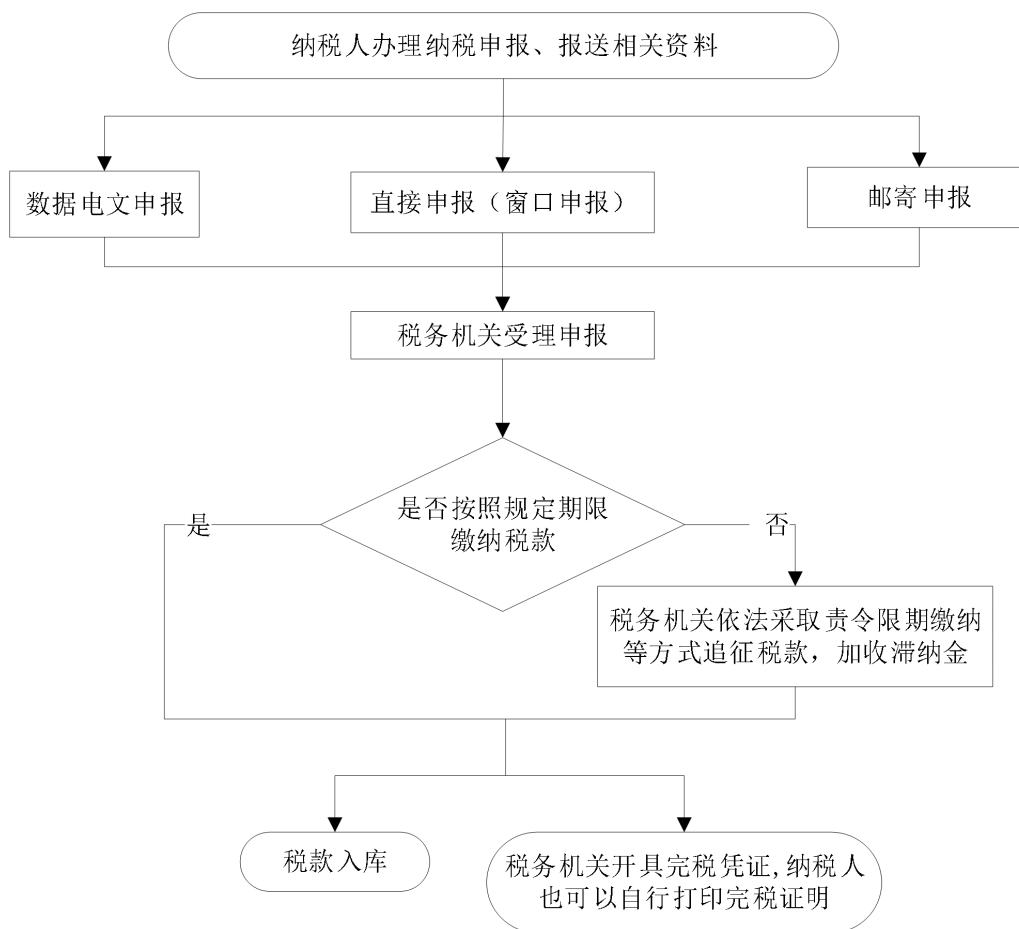 纳税人办理纳税申报、报送相关资料
数据电文申报
直接申报（窗口申报）
邮寄申报
税务机关受理申报
是否按照规定期限
缴纳税款
是
否
税务机关依法采取责令限期缴纳
等方式追征税款，加收滞纳金
税款入库
税务机关开具完税凭证,纳税人
也可以自行打印完税证明